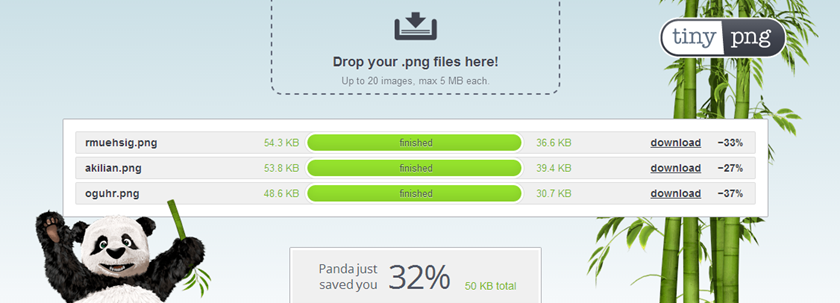 tiny png
Drop your .png files here!
Up to 20 images, max 5 MB each.
rmuehsig.png 54.3 KB finished 36.6 KB download −33%
akilian.png 53.8 KB finished 39.4 KB download −27%
oguhr.png 48.6 KB finished 30.7 KB download −37%
Panda just
saved you 32% 50 KB total